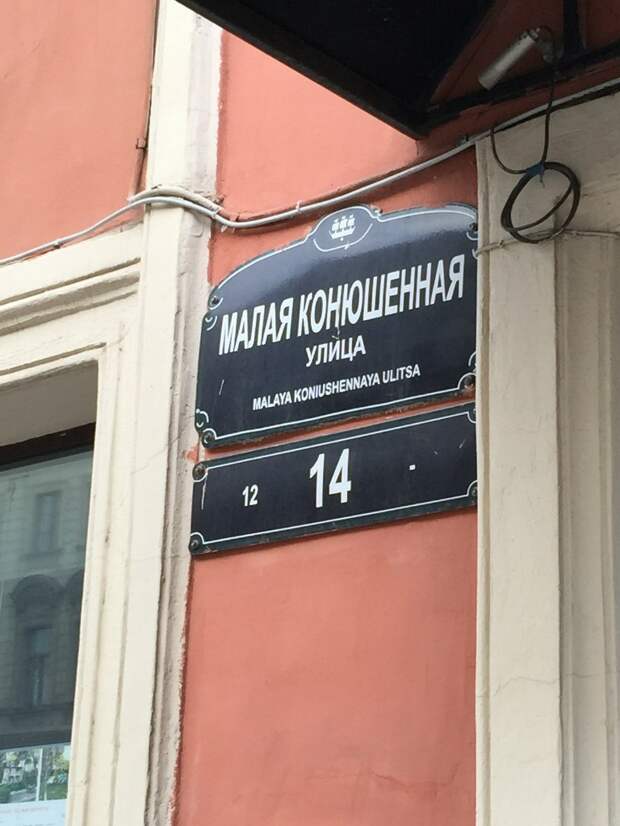 МАЛАЯ КОНЮШЕННАЯ
УЛИЦА
MALAYA KONIUSHENNAYA ULITSA
12 14 -